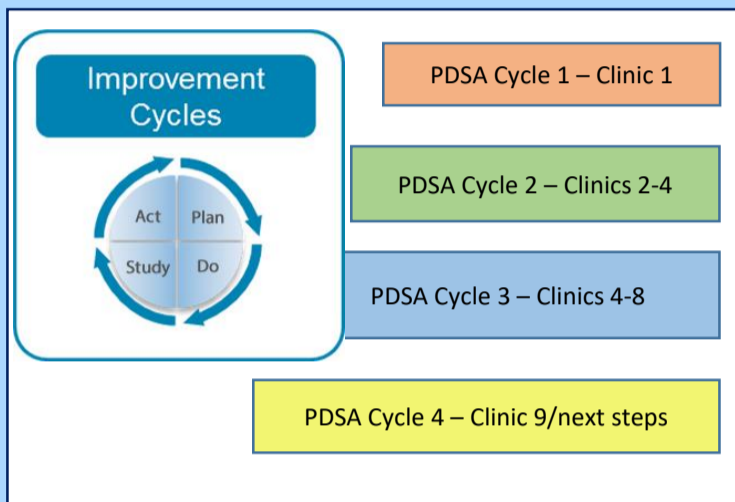 Improvement
Cycles
Act
Plan
Study
Do
PDSA Cycle 1 – Clinic 1
PDSA Cycle 2 – Clinics 2-4
PDSA Cycle 3 – Clinics 4-8
PDSA Cycle 4 – Clinic 9/next steps